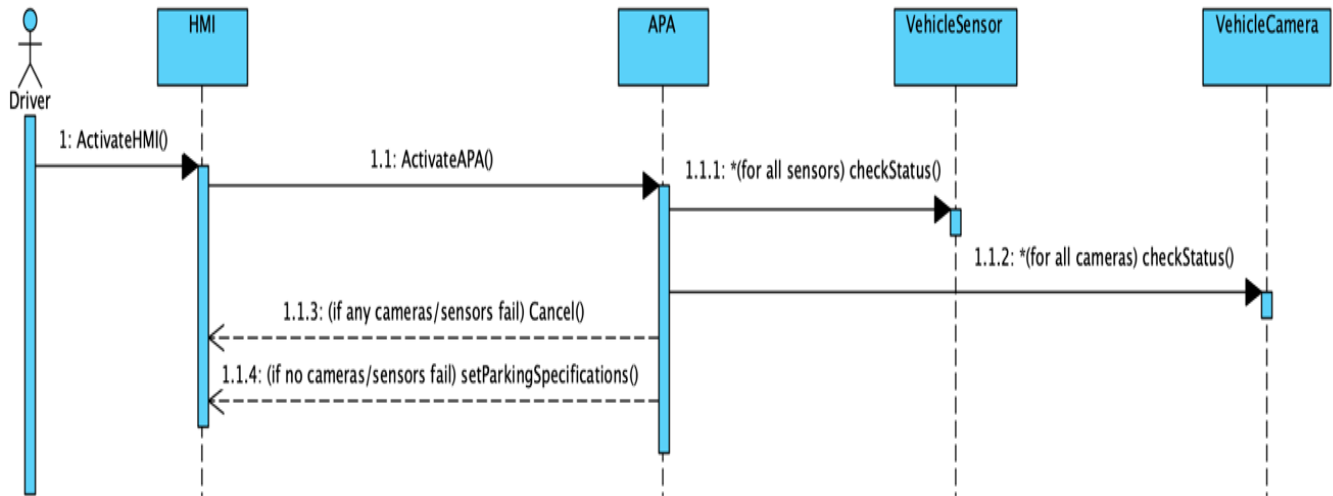 HMI
APA
VehicleSensor
VehicleCamera
Driver
1: ActivateHMI()
1.1: ActivateAPA()
1.1.1: *(for all sensors) checkStatus()
1.1.2: *(for all cameras) checkStatus()
1.1.3: (if any cameras/sensors fail) Cancel()
1.1.4: (if no cameras/sensors fail) setParkingSpecifications()